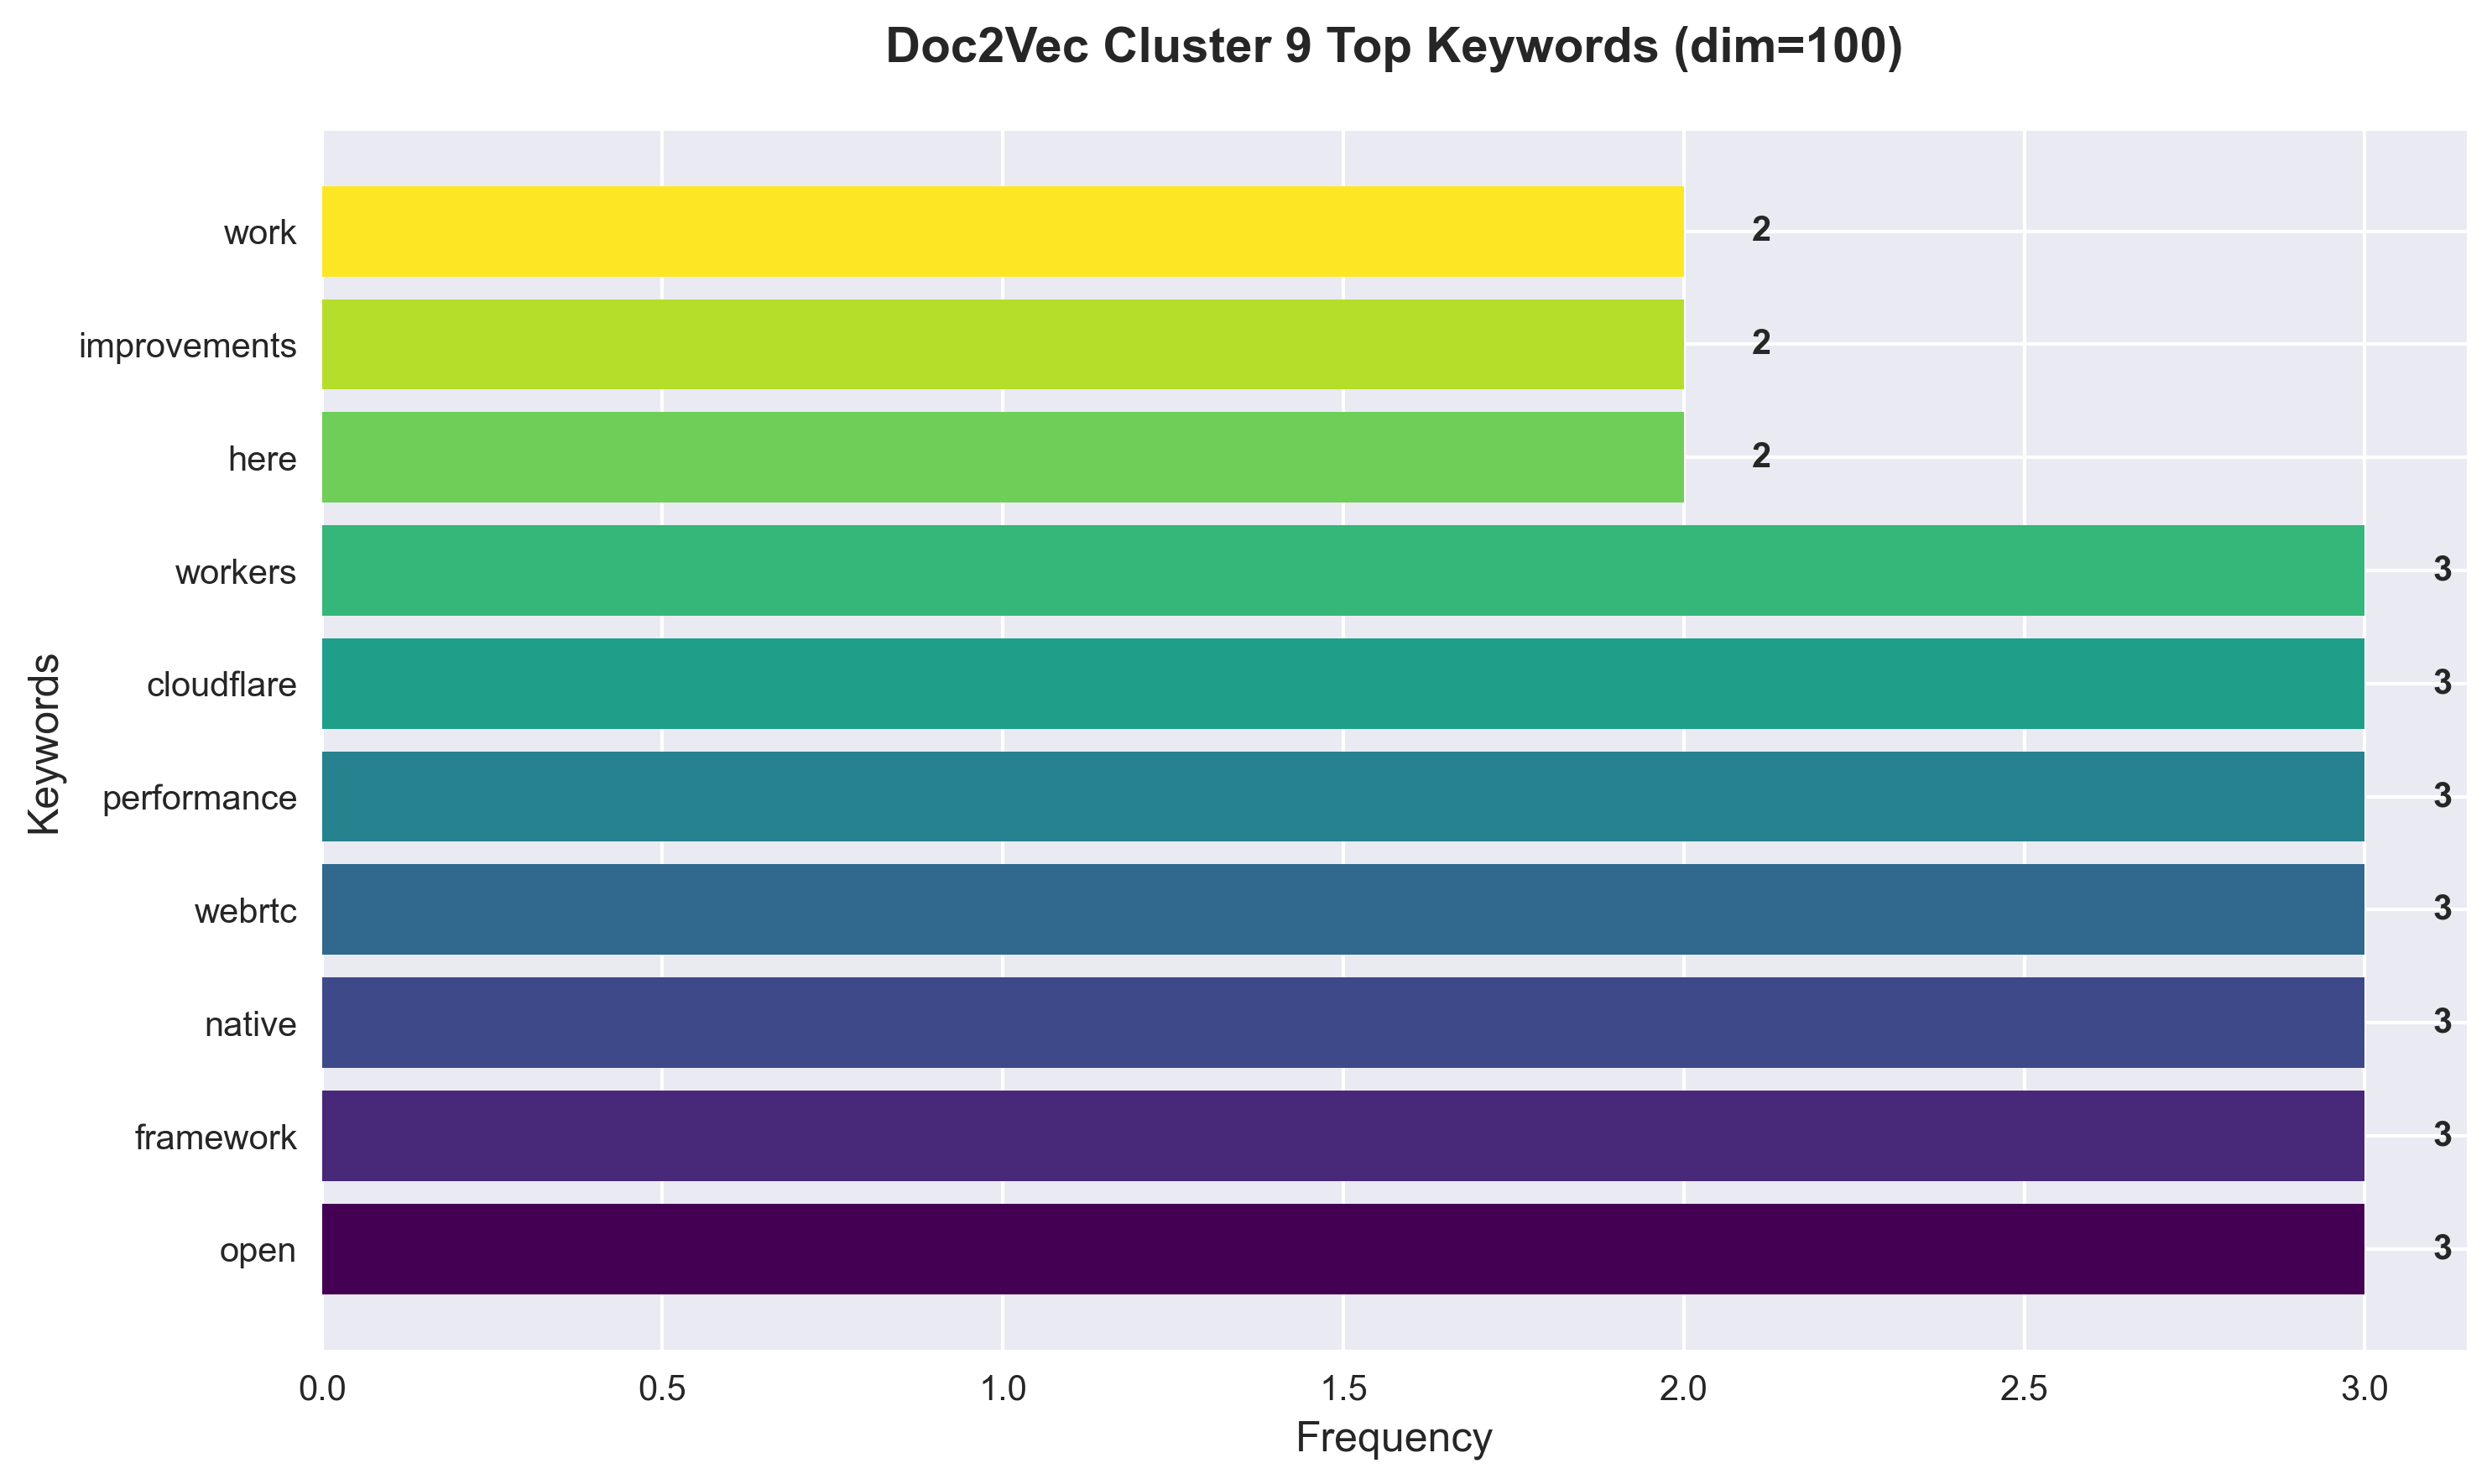 Doc2Vec Cluster 9 Top Keywords (dim=100)
work 2
improvements 2
here 2
workers 3
cloudflare 3
performance 3
webrtc 3
native 3
framework 3
open 3
Keywords
0.0 0.5 1.0 1.5 2.0 2.5 3.0
Frequency